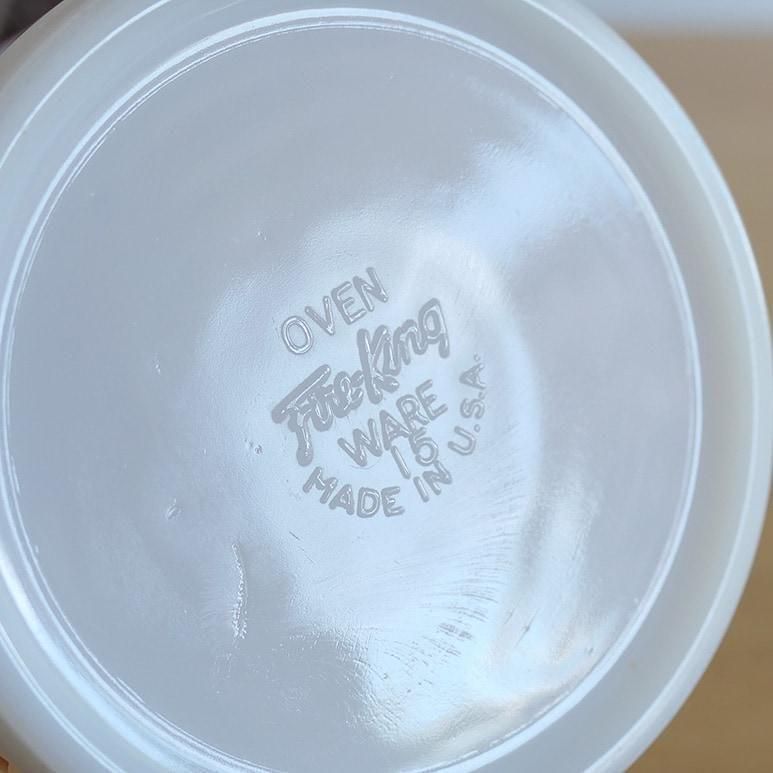 OVEN
Fire-King
WARE
15
MADE IN U.S.A.